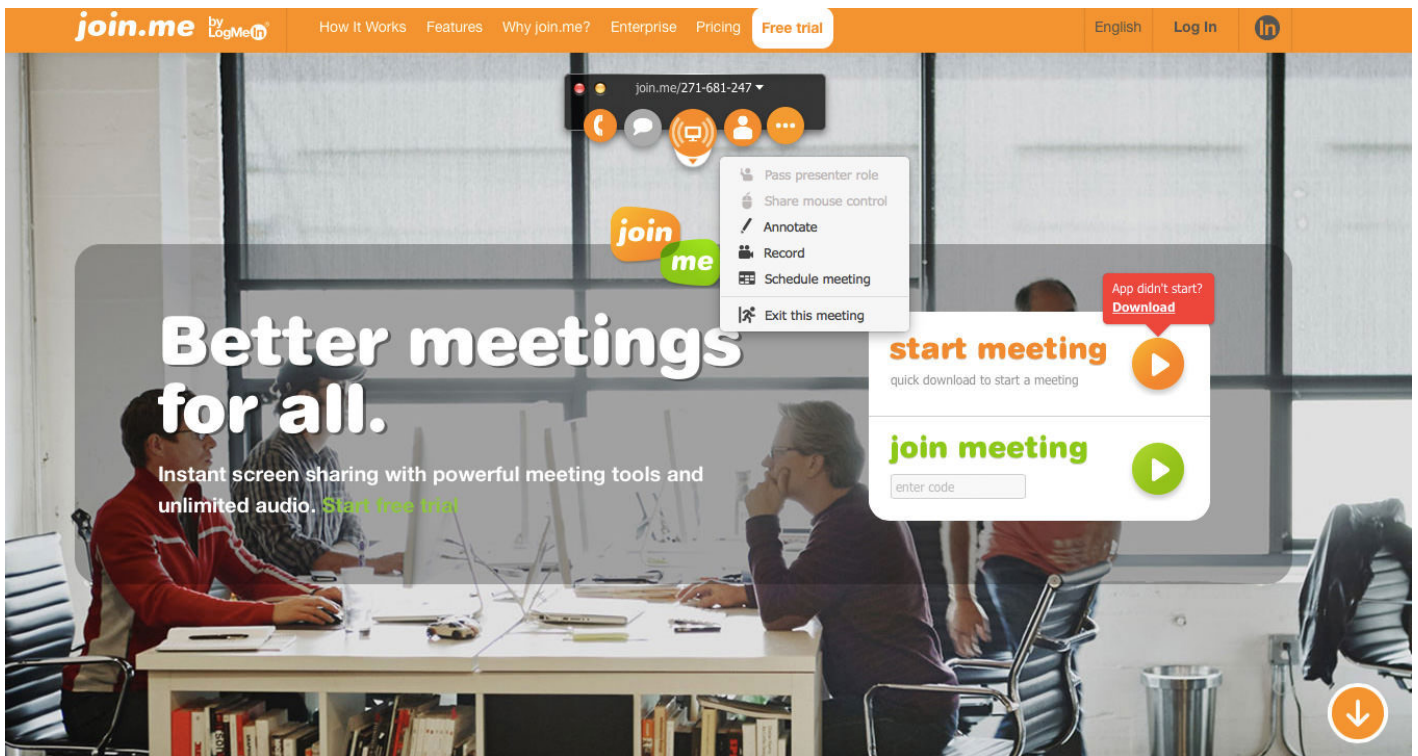 join.me by LogMeIn How It Works Features Why join.me? Enterprise Pricing Free trial English Log In In
join.me/271-681-247
Pass presenter role
Share mouse control
Annotate
Record
Schedule meeting
Exit this meeting
join
me
Better meetings
for all.
Instant screen sharing with powerful meeting tools and
unlimited audio. Start free trial
App didn't start?
Download
start meeting
quick download to start a meeting
join meeting
enter code